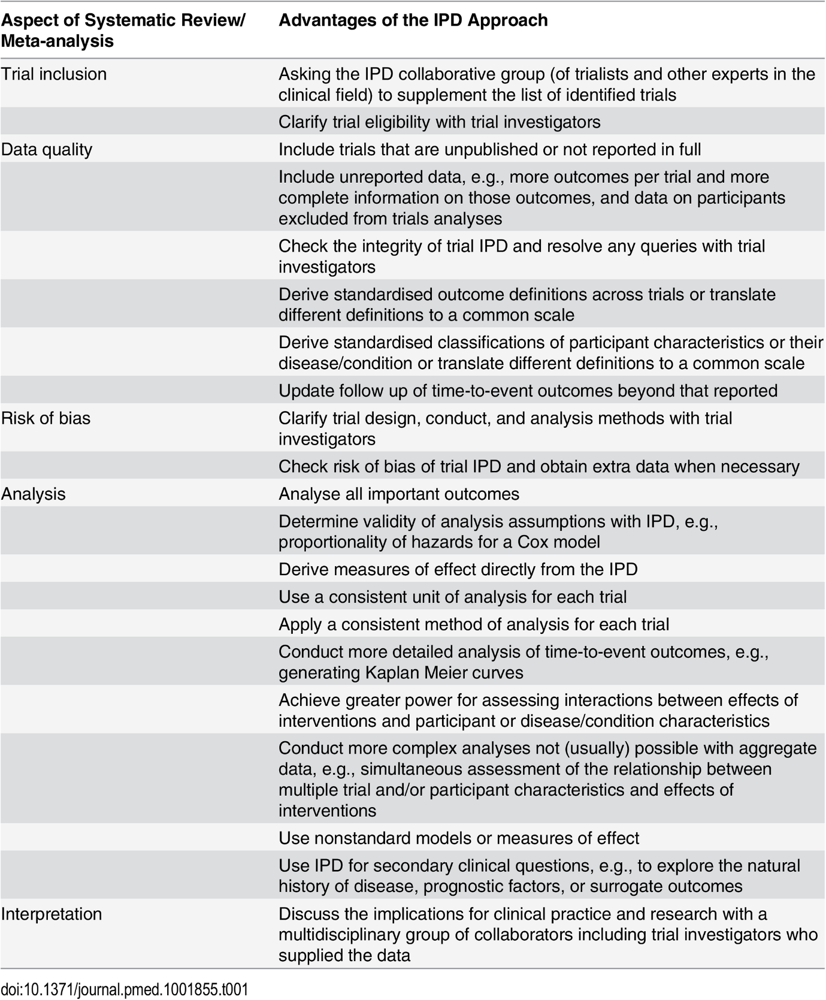 Aspect of Systematic Review/
Meta-analysis
Advantages of the IPD Approach
Trial inclusion
Asking the IPD collaborative group (of trialists and other experts in the
clinical field) to supplement the list of identified trials
Clarify trial eligibility with trial investigators
Data quality
Include trials that are unpublished or not reported in full
Include unreported data, e.g., more outcomes per trial and more
complete information on those outcomes, and data on participants
excluded from trials analyses
Check the integrity of trial IPD and resolve any queries with trial
investigators
Derive standardised outcome definitions across trials or translate
different definitions to a common scale
Derive standardised classifications of participant characteristics or their
disease/condition or translate different definitions to a common scale
Update follow up of time-to-event outcomes beyond that reported
Risk of bias
Clarify trial design, conduct, and analysis methods with trial
investigators
Check risk of bias of trial IPD and obtain extra data when necessary
Analysis
Analyse all important outcomes
Determine validity of analysis assumptions with IPD, e.g.,
proportionality of hazards for a Cox model
Derive measures of effect directly from the IPD
Use a consistent unit of analysis for each trial
Apply a consistent method of analysis for each trial
Conduct more detailed analysis of time-to-event outcomes, e.g.,
generating Kaplan Meier curves
Achieve greater power for assessing interactions between effects of
interventions and participant or disease/condition characteristics
Conduct more complex analyses not (usually) possible with aggregate
data, e.g., simultaneous assessment of the relationship between
multiple trial and/or participant characteristics and effects of
interventions
Use nonstandard models or measures of effect
Use IPD for secondary clinical questions, e.g., to explore the natural
history of disease, prognostic factors, or surrogate outcomes
Interpretation
Discuss the implications for clinical practice and research with a
multidisciplinary group of collaborators including trial investigators who
supplied the data
doi:10.1371/journal.pmed.1001855.t001